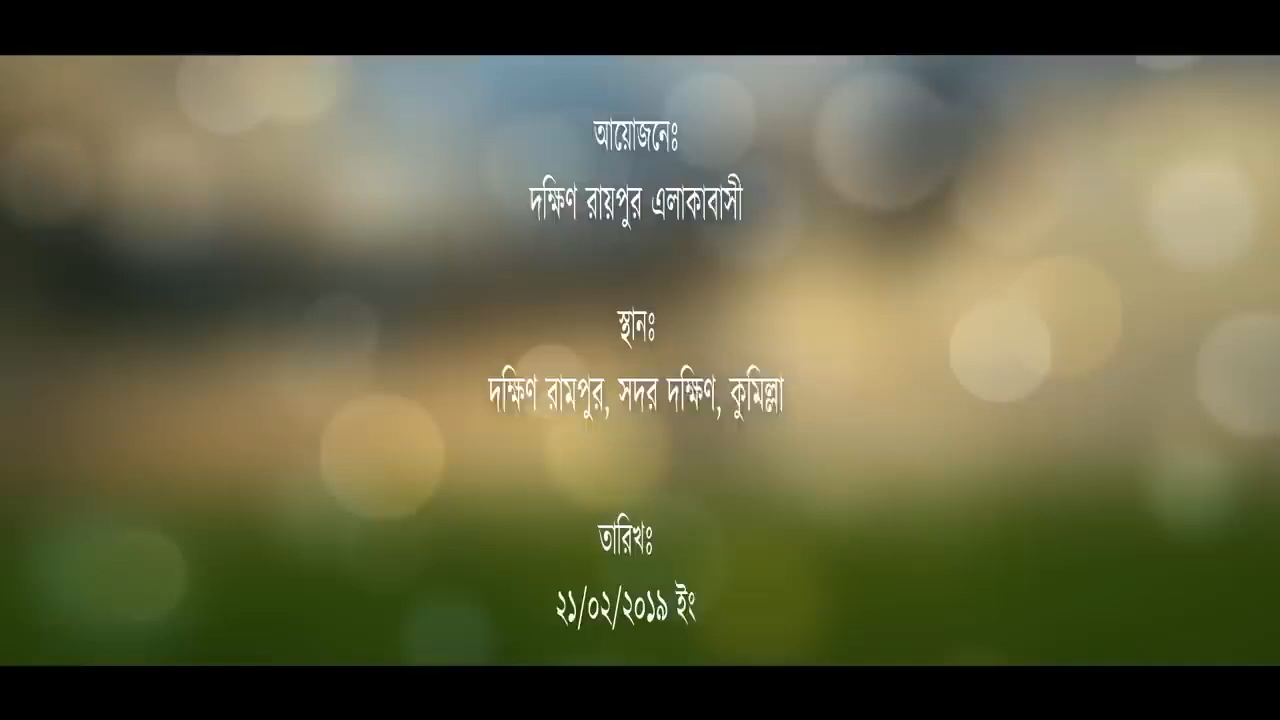 আয়োজনেঃ
দক্ষিণ রায়পুর এলাকাবাসী
স্থানঃ
দক্ষিণ রামপুর, সদর দক্ষিণ, কুমিল্লা
তারিখঃ
২১/০২/২০১৯ ইং